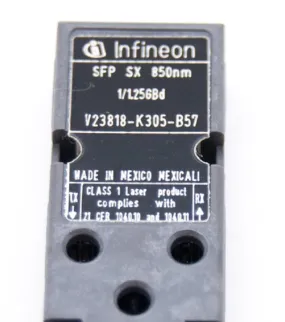 Infineon
SFP SX 850nm
1/1.25GBd
V23818-K305-B57
MADE IN MEXICO MEXICALI
CLASS 1 Laser product
TX complies with RX
21 CFR 1040.10 and 1040.11